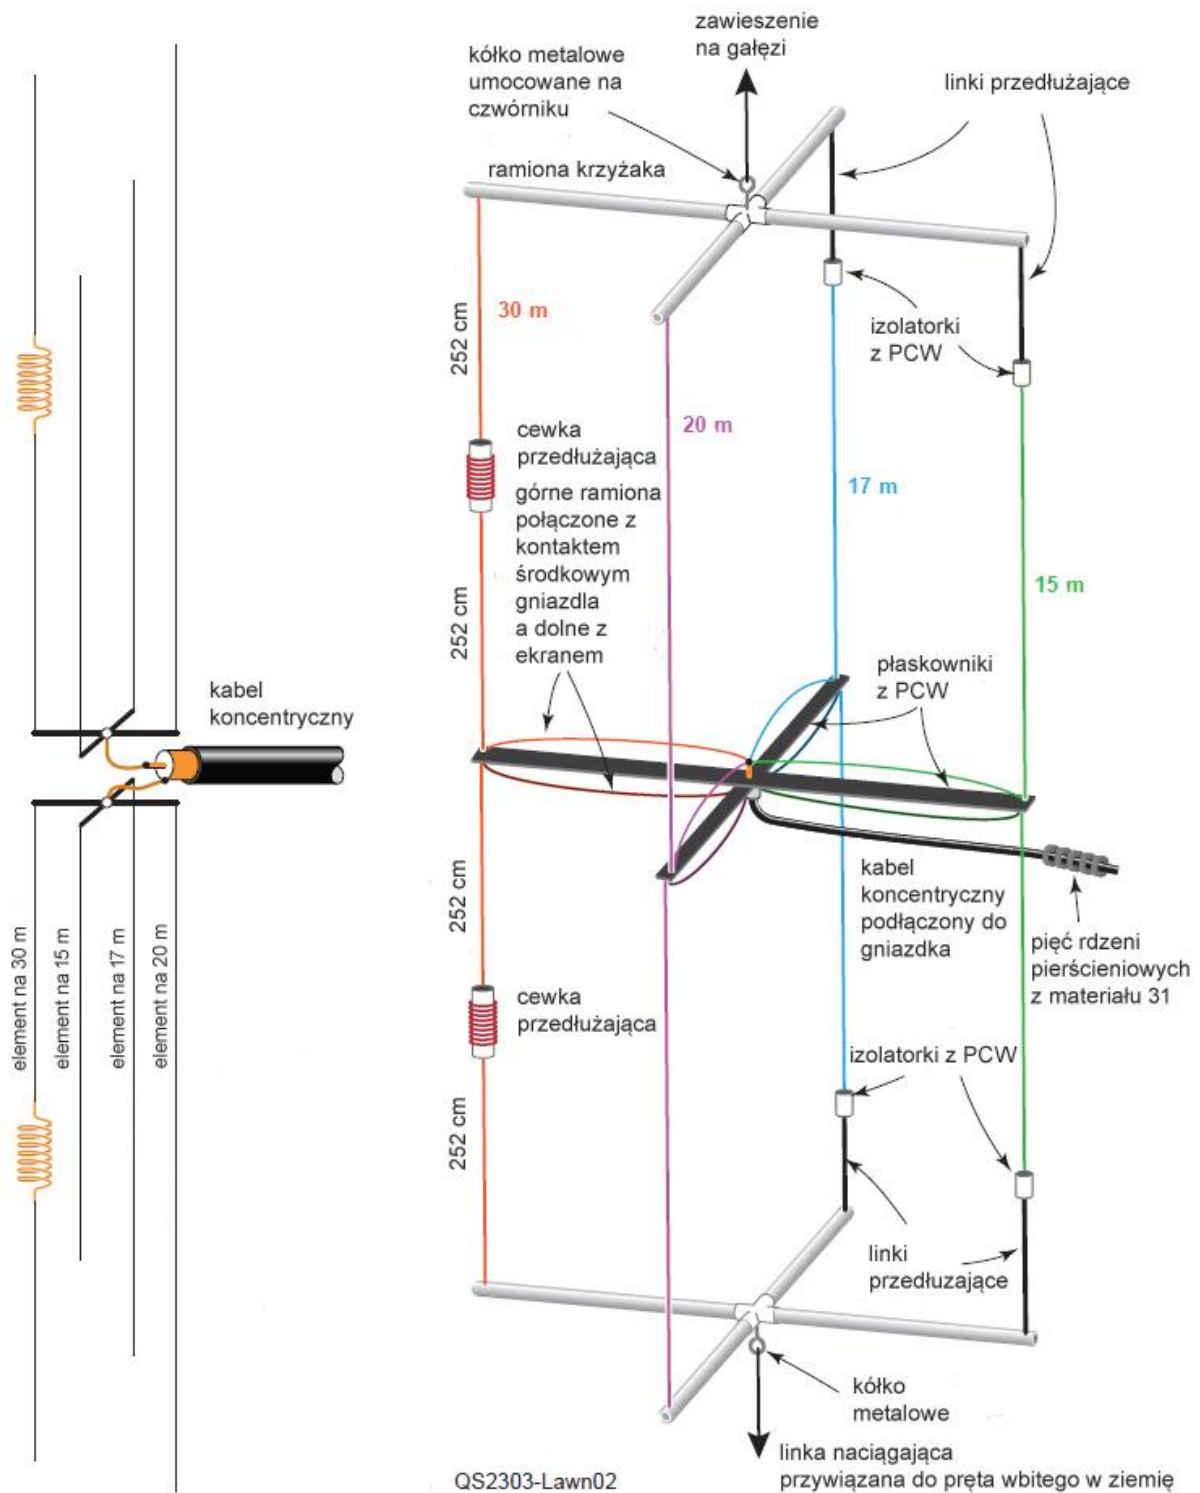 zawieszenie
na gałęzi
kółko metalowe
umocowane na
czwórniku
linki przedłużające
ramiona krzyżaka
252 cm
30 m
izolatorki
z PCW
20 m
cewka
przedłużająca
17 m
górne ramiona
połączone z
kontaktem
środkowym
gniazdla
a dolne z
ekranem
252 cm
15 m
płaskowniki
z PCW
kabel
koncentryczny
252 cm
kabel
koncentryczny
podłączony do
gniazdka
pięć rdzeni
pierścieniowych
z materiału 31
element na 30 m
element na 15 m
element na 17 m
element na 20 m
cewka
przedłużająca
izolatorki z PCW
252 cm
linki
przedłuzające
kółko
metalowe
linka naciągająca
przywiązana do pręta wbitego w ziemię
QS2303-Lawn02